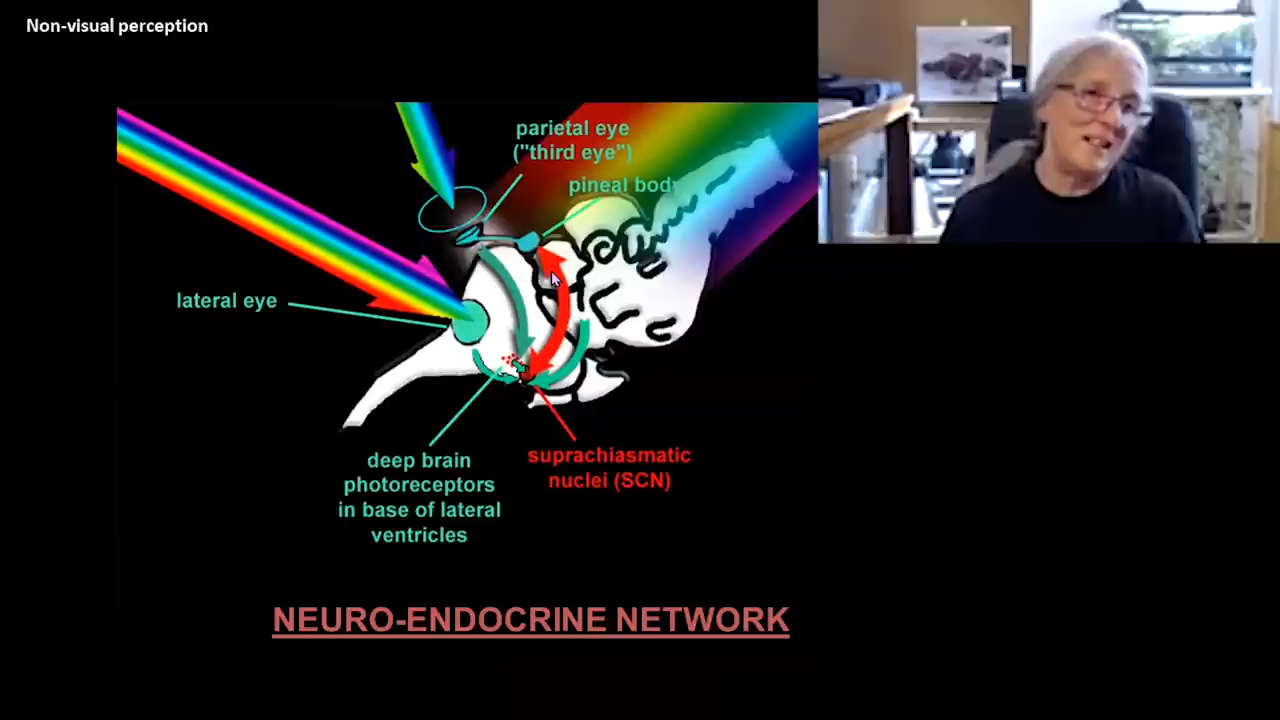 Non-visual perception
parietal eye
("third eye")
pineal body
lateral eye
deep brain
photoreceptors
in base of lateral
ventricles
suprachiasmatic
nuclei (SCN)
NEURO-ENDOCRINE NETWORK